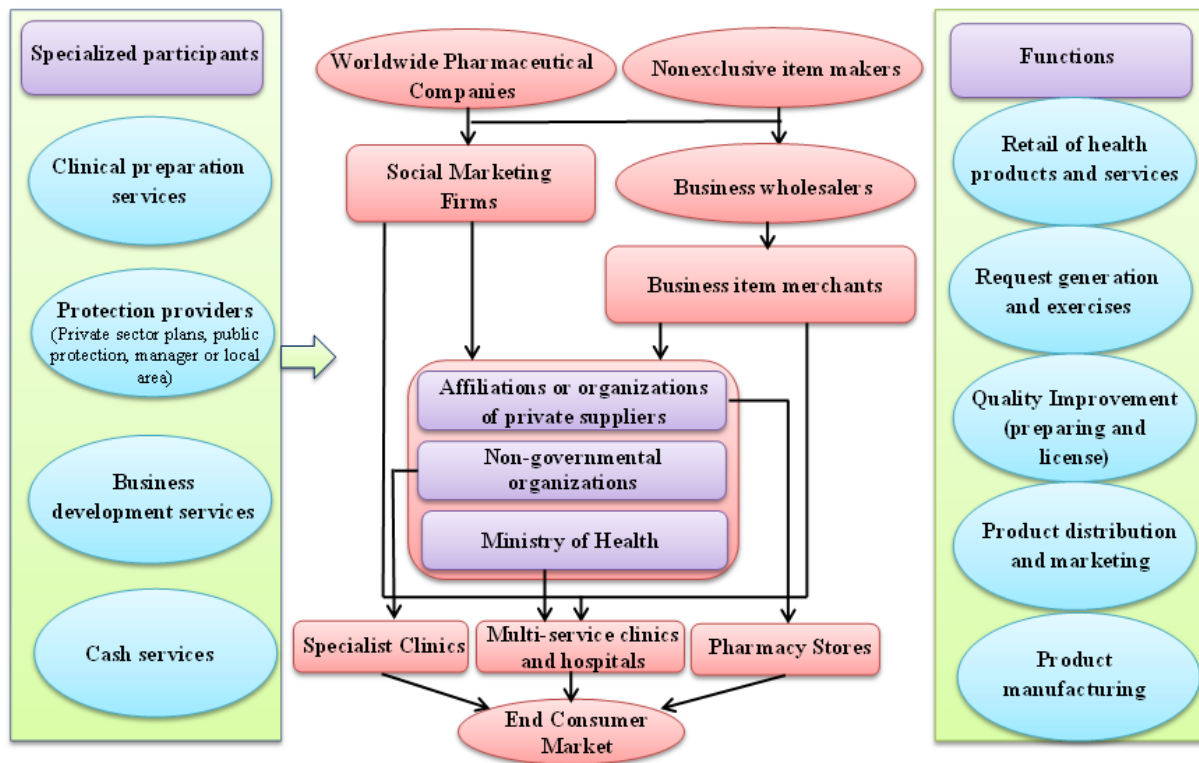 Specialized participants
Clinical preparation
services
Protection providers
(Private sector plans, public
protection, manager or local
area)
Business
development services
Cash services
Worldwide Pharmaceutical
Companies
Nonexclusive item makers
Social Marketing
Firms
Business wholesalers
Business item merchants
Affiliations or organizations
of private suppliers
Non-governmental
organizations
Ministry of Health
Specialist Clinics
Multi-service clinics
and hospitals
Pharmacy Stores
End Consumer
Market
Functions
Retail of health
products and services
Request generation
and exercises
Quality Improvement
(preparing and
license)
Product distribution
and marketing
Product
manufacturing